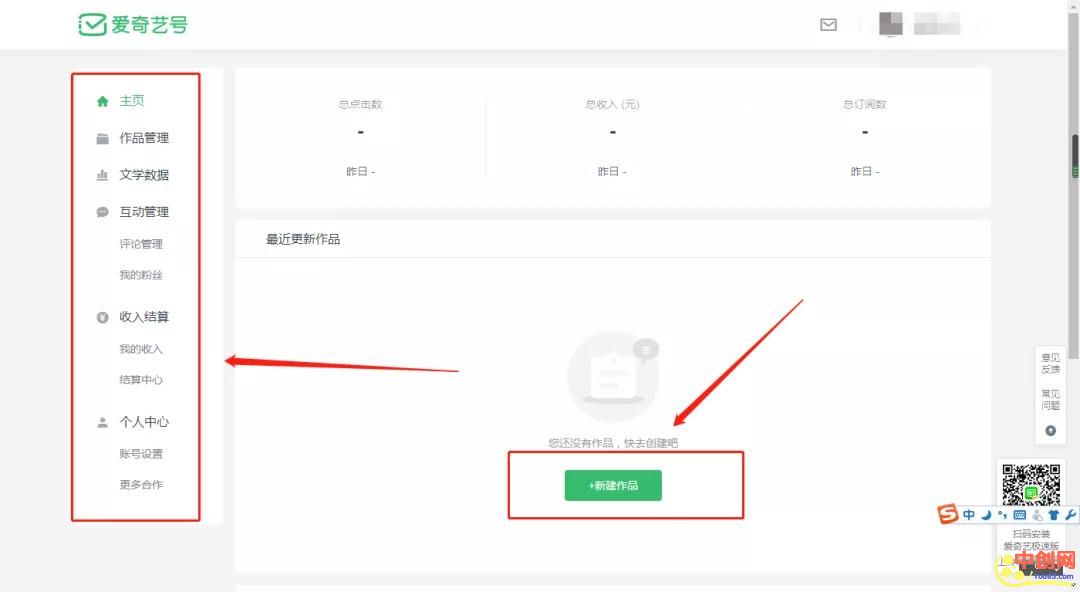 爱奇艺号
主页
作品管理
文学数据
互动管理
评论管理
我的粉丝
收入结算
我的收入
结算中心
个人中心
账号设置
更多合作
总点击数
-
昨日 -
总收入 (元)
-
昨日 -
总订阅数
-
昨日 -
最近更新作品
您还没有作品，快去创建吧
+新建作品
意见
反馈
常见
问题
中
扫码安装
爱奇艺极速版
中创网